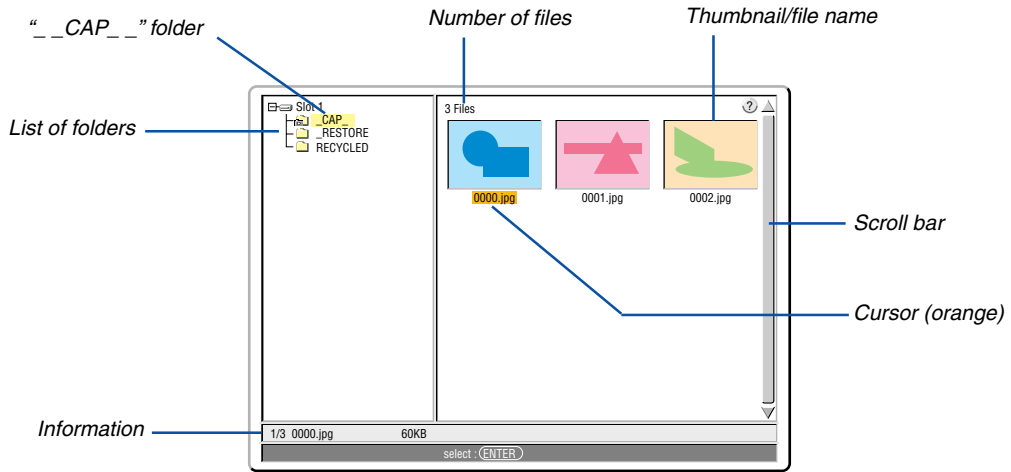 “_ _CAP_ _” folder
Number of files
Thumbnail/file name
List of folders
Slot 1
_CAP_
_RESTORE
RECYCLED
3 Files
?
0000.jpg
0001.jpg
0002.jpg
Scroll bar
Cursor (orange)
Information
1/3 0000.jpg 60KB
select : ENTER